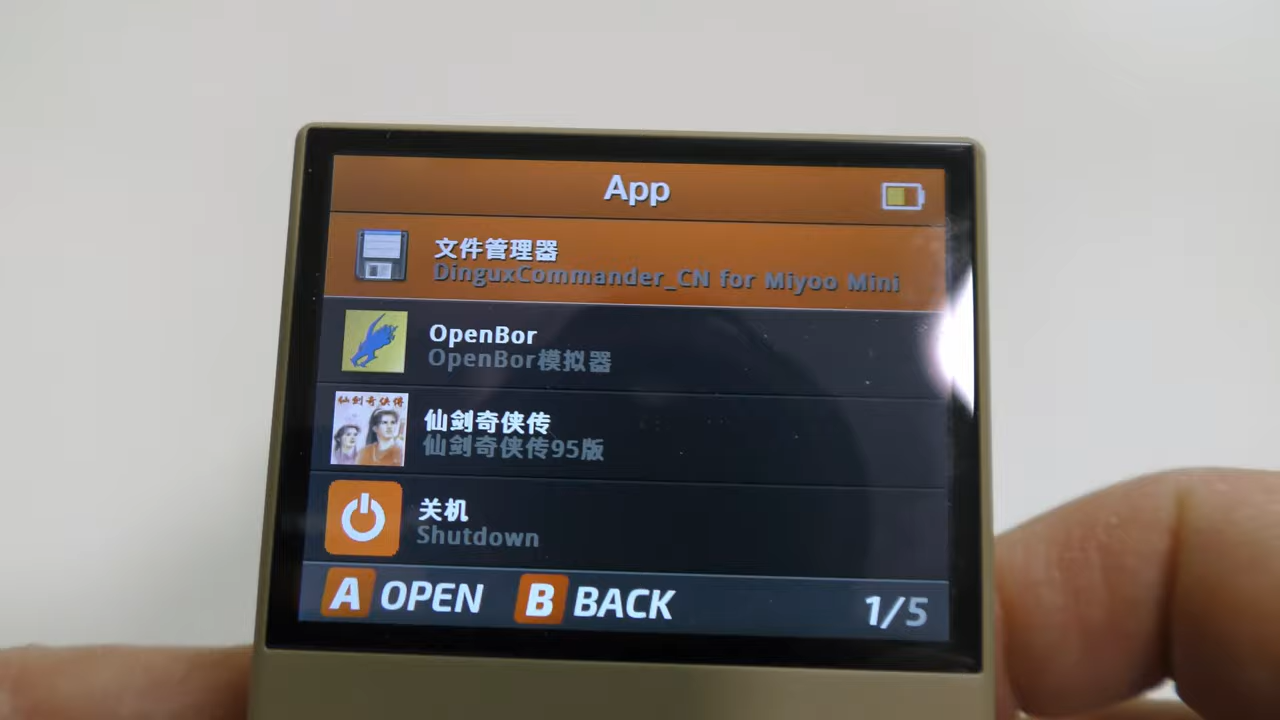 App
文件管理器
DinguxCommander_CN for Miyoo Mini
OpenBor
OpenBor模拟器
仙剑奇侠传
仙剑奇侠传
仙剑奇侠传95版
关机
Shutdown
A OPEN B BACK 1/5